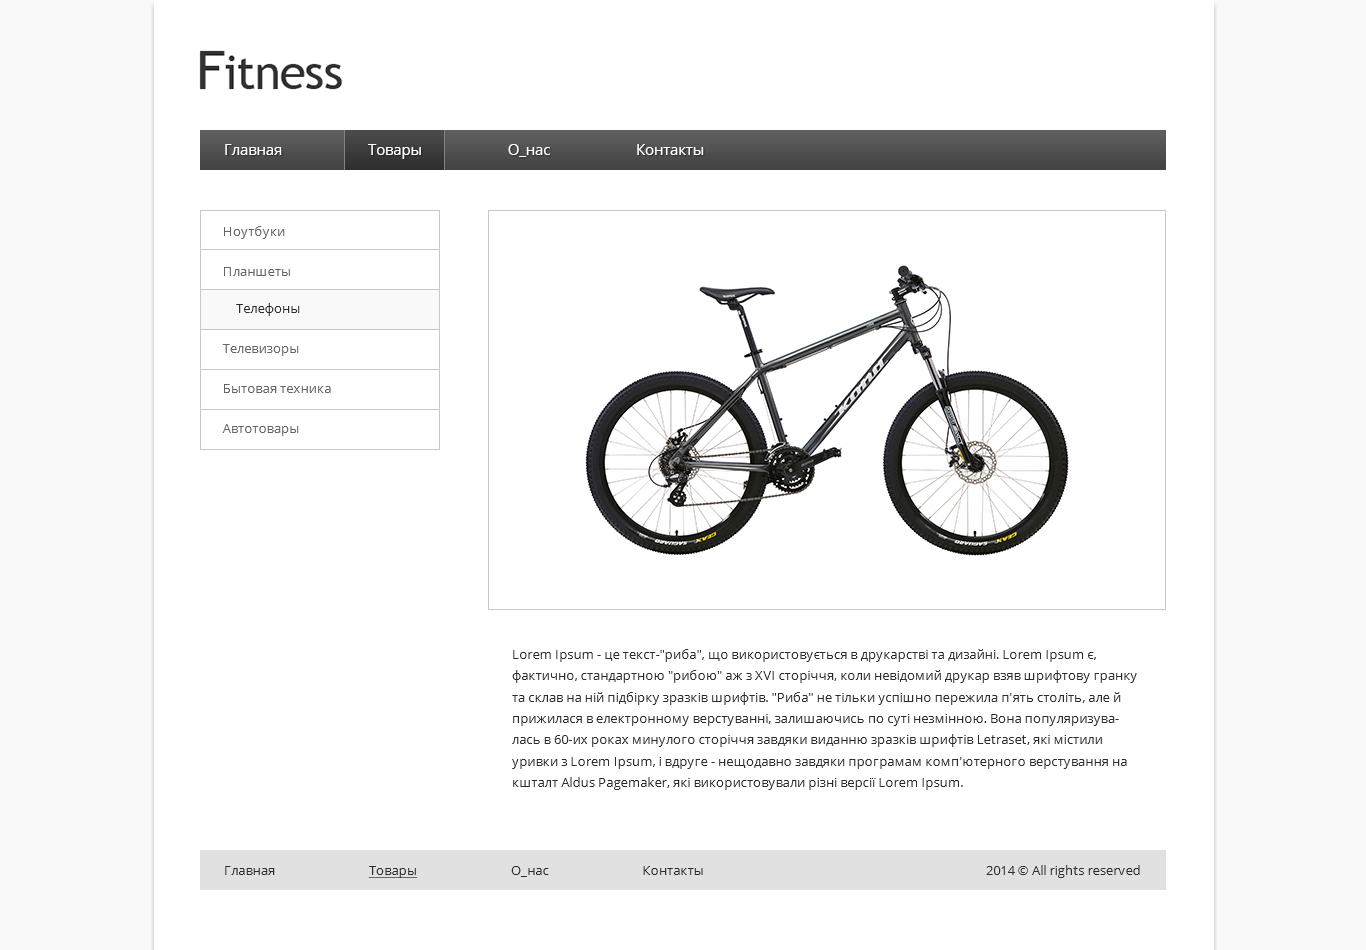 Fitness
Главная Товары О_нас Контакты
Ноутбуки
Планшеты
Телефоны
Телевизоры
Бытовая техника
Автотовары
KONA
Lorem Ipsum - це текст-"риба", що використовується в друкарстві та дизайні. Lorem Ipsum є,
фактично, стандартною "рибою" аж з XVI сторіччя, коли невідомий друкар взяв шрифтову гранку
та склав на ній підбірку зразків шрифтів. "Риба" не тільки успішно пережила п'ять століть, але й
прижилася в електронному верстуванні, залишаючись по суті незмінною. Вона популяризува-
лась в 60-их роках минулого сторіччя завдяки виданню зразків шрифтів Letraset, які містили
уривки з Lorem Ipsum, і вдруге - нещодавно завдяки програмам комп'ютерного верстування на
кшталт Aldus Pagemaker, які використовували різні версії Lorem Ipsum.
Главная Товары О_нас Контакты 2014 © All rights reserved